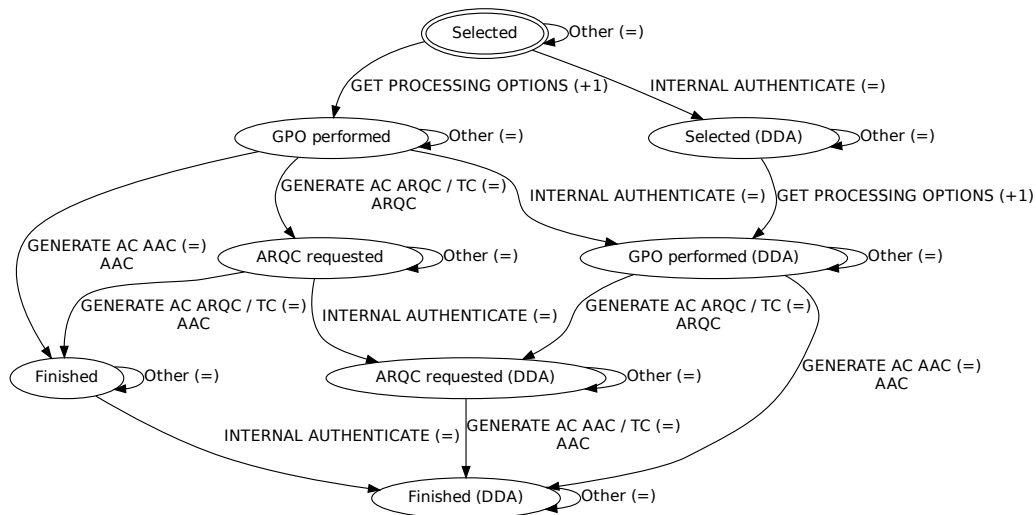 Selected
Other (=)
GET PROCESSING OPTIONS (+1)
INTERNAL AUTHENTICATE (=)
GPO performed
Other (=)
Selected (DDA)
Other (=)
GENERATE AC ARQC / TC (=)
ARQC
INTERNAL AUTHENTICATE (=)
GET PROCESSING OPTIONS (+1)
GENERATE AC AAC (=)
AAC
ARQC requested
Other (=)
GPO performed (DDA)
Other (=)
GENERATE AC ARQC / TC (=)
AAC
INTERNAL AUTHENTICATE (=)
GENERATE AC ARQC / TC (=)
ARQC
GENERATE AC AAC (=)
AAC
Finished
Other (=)
ARQC requested (DDA)
Other (=)
INTERNAL AUTHENTICATE (=)
GENERATE AC AAC / TC (=)
AAC
Finished (DDA)
Other (=)